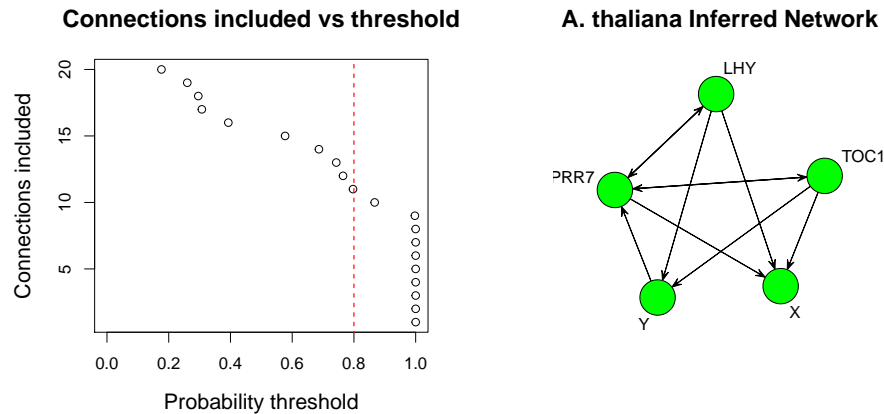 Connections included vs threshold
Connections included
20
15
10
5
0.0 0.2 0.4 0.6 0.8 1.0
Probability threshold
A. thaliana Inferred Network
LHY
TOC1
PRR7
Y
X